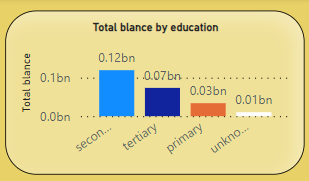 Total blance by education
Total blance
0.1bn
0.0bn
0.12bn
0.07bn
0.03bn
0.01bn
secon...
tertiary
primary
unkno...